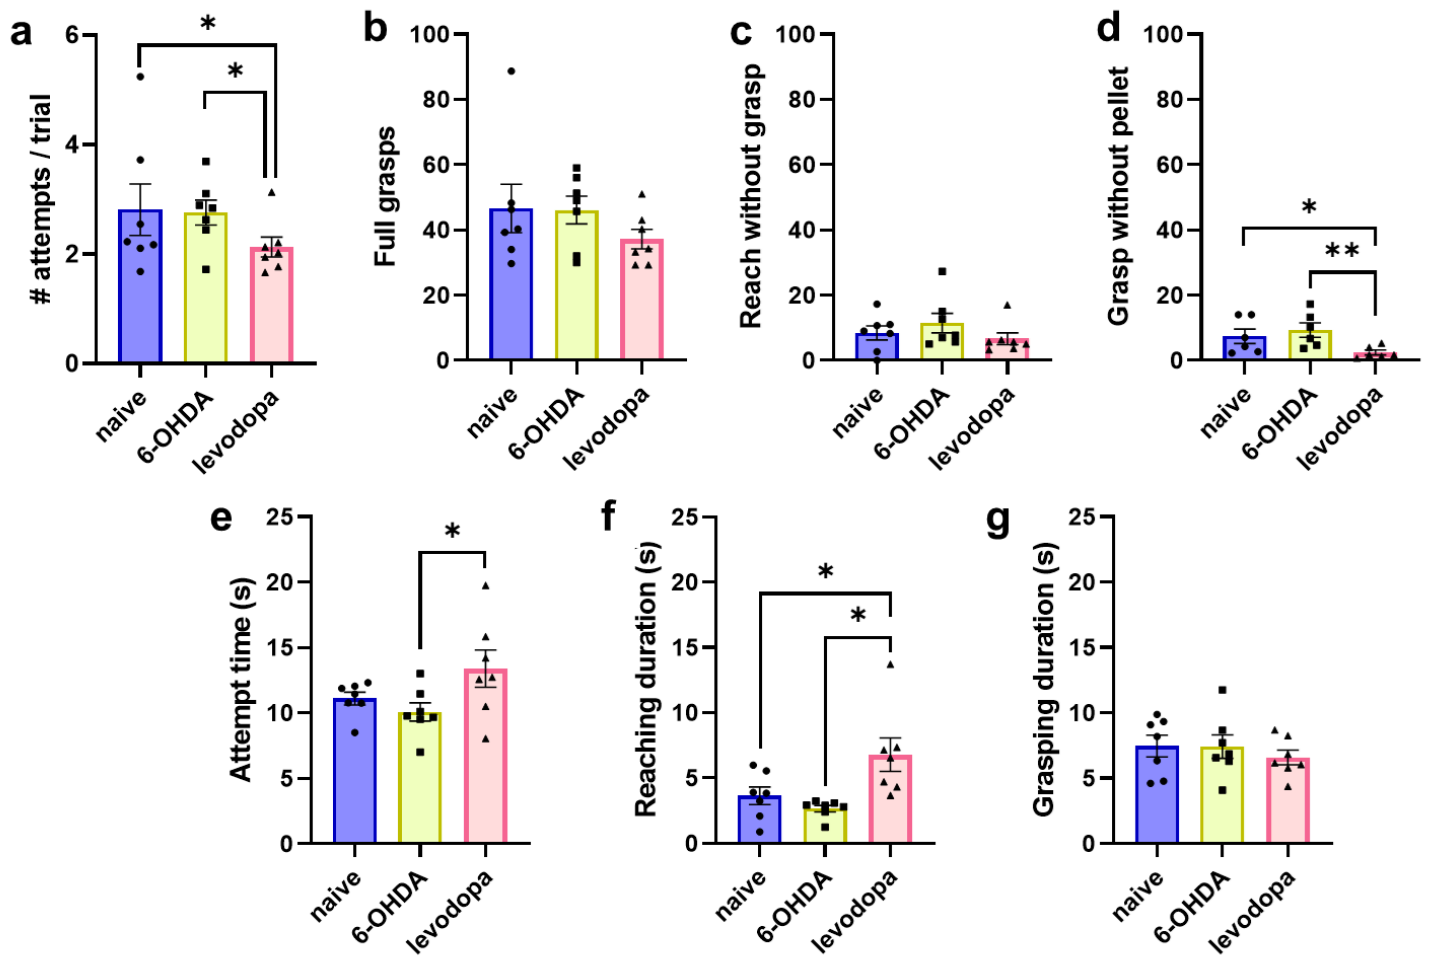 a
# attempts / trial
6
4
2
0
*
*
naive
6-OHDA
levodopa
b
Full grasps
100
80
60
40
20
0
naive
6-OHDA
levodopa
c
Reach without grasp
100
80
60
40
20
0
naive
6-OHDA
levodopa
d
Grasp without pellet
100
80
60
40
20
0
*
**
naive
6-OHDA
levodopa
e
Attempt time (s)
25
20
15
10
5
0
*
naive
6-OHDA
levodopa
f
Reaching duration (s)
25
20
15
10
5
0
*
*
naive
6-OHDA
levodopa
g
Grasping duration (s)
25
20
15
10
5
0
naive
6-OHDA
levodopa